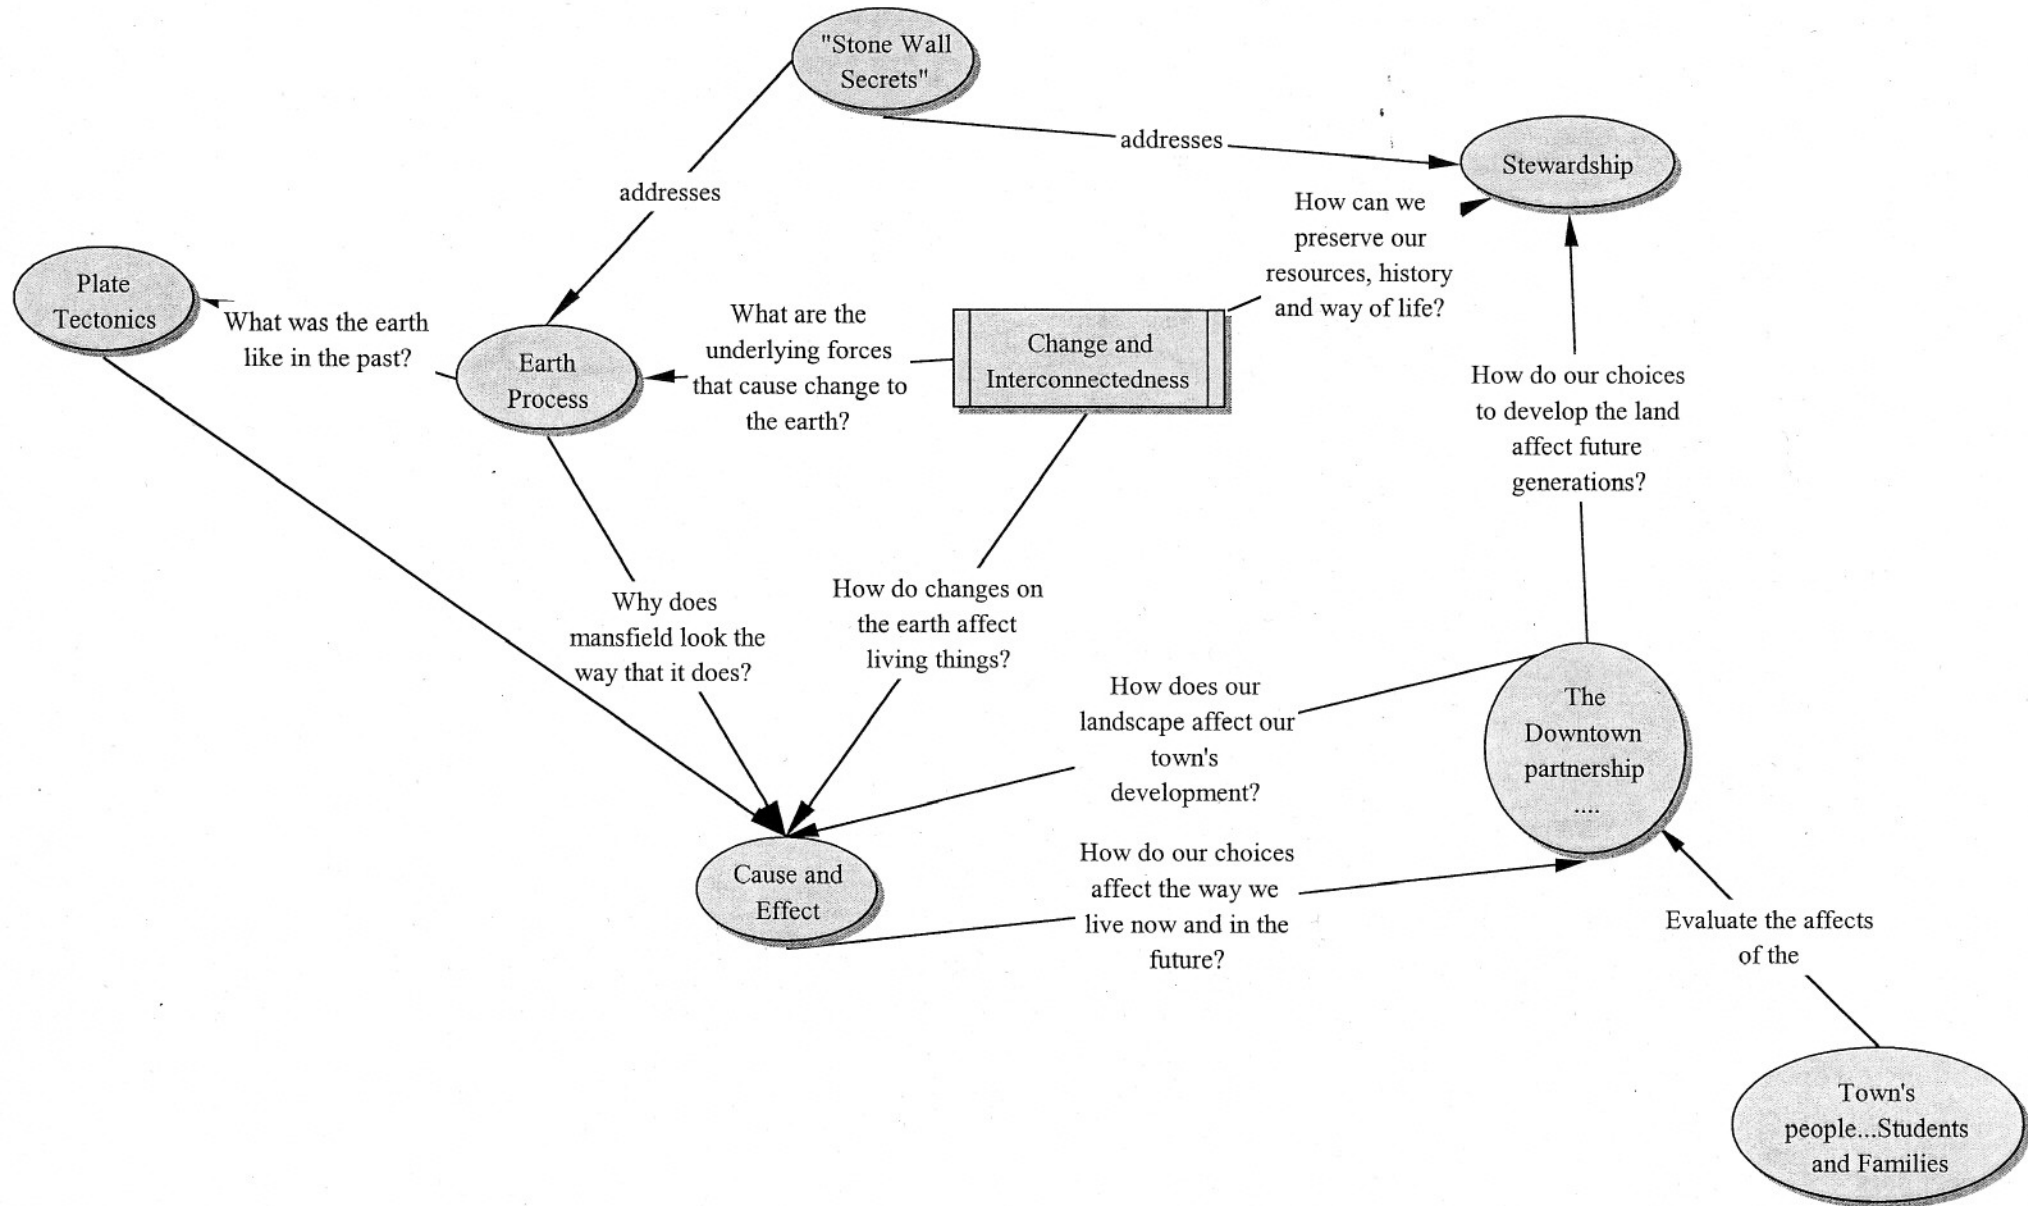 "Stone Wall
Secrets"
addresses
Stewardship
addresses
How can we
preserve our
resources, history
and way of life?
Plate
Tectonics
What was the earth
like in the past?
Earth
Process
What are the
underlying forces
that cause change to
the earth?
Change and
Interconnectedness
How do our choices
to develop the land
affect future
generations?
Why does
mansfield look the
way that it does?
How do changes on
the earth affect
living things?
How does our
landscape affect our
town's
development?
The
Downtown
partnership
....
Cause and
Effect
How do our choices
affect the way we
live now and in the
future?
Evaluate the affects
of the
Town's
people...Students
and Families